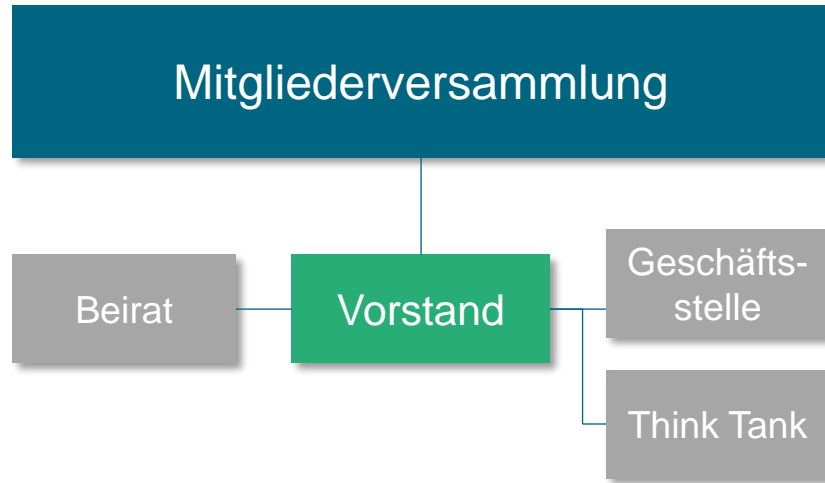 Mitgliederversammlung
Beirat
Vorstand
Geschäfts-
stelle
Think Tank